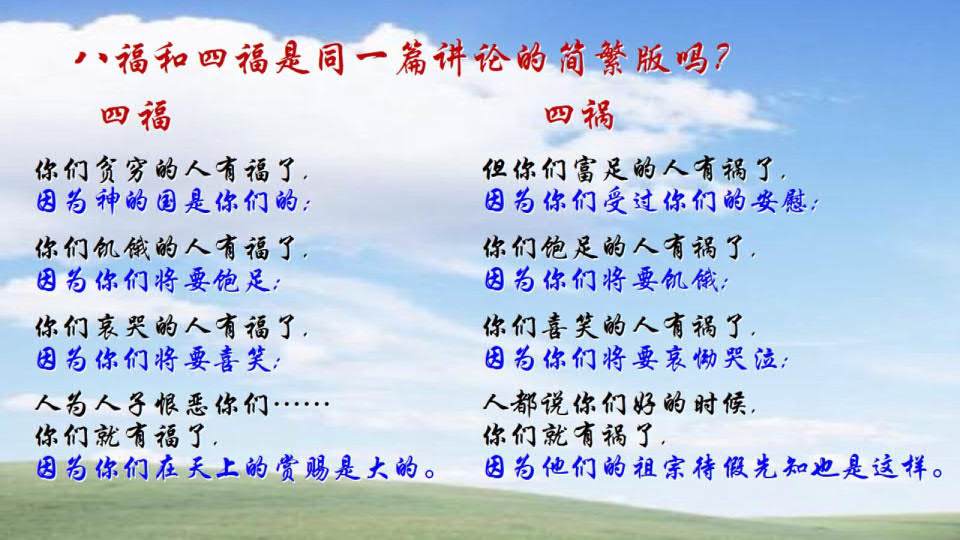 八福和四福是同一篇讲论的简繁版吗?
四福
你们贫穷的人有福了,
因为神的国是你们的;
你们饥饿的人有福了,
因为你们将要饱足;
你们哀哭的人有福了,
因为你们将要喜笑;
人为人子恨恶你们……
你们就有福了,
因为你们在天上的赏赐是大的。
四祸
但你们富足的人有祸了,
因为你们受过你们的安慰;
你们饱足的人有祸了,
因为你们将要饥饿;
你们喜笑的人有祸了,
因为你们将要哀恸哭泣;
人都说你们好的时候,
你们就有祸了,
因为他们的祖宗待假先知也是这样。